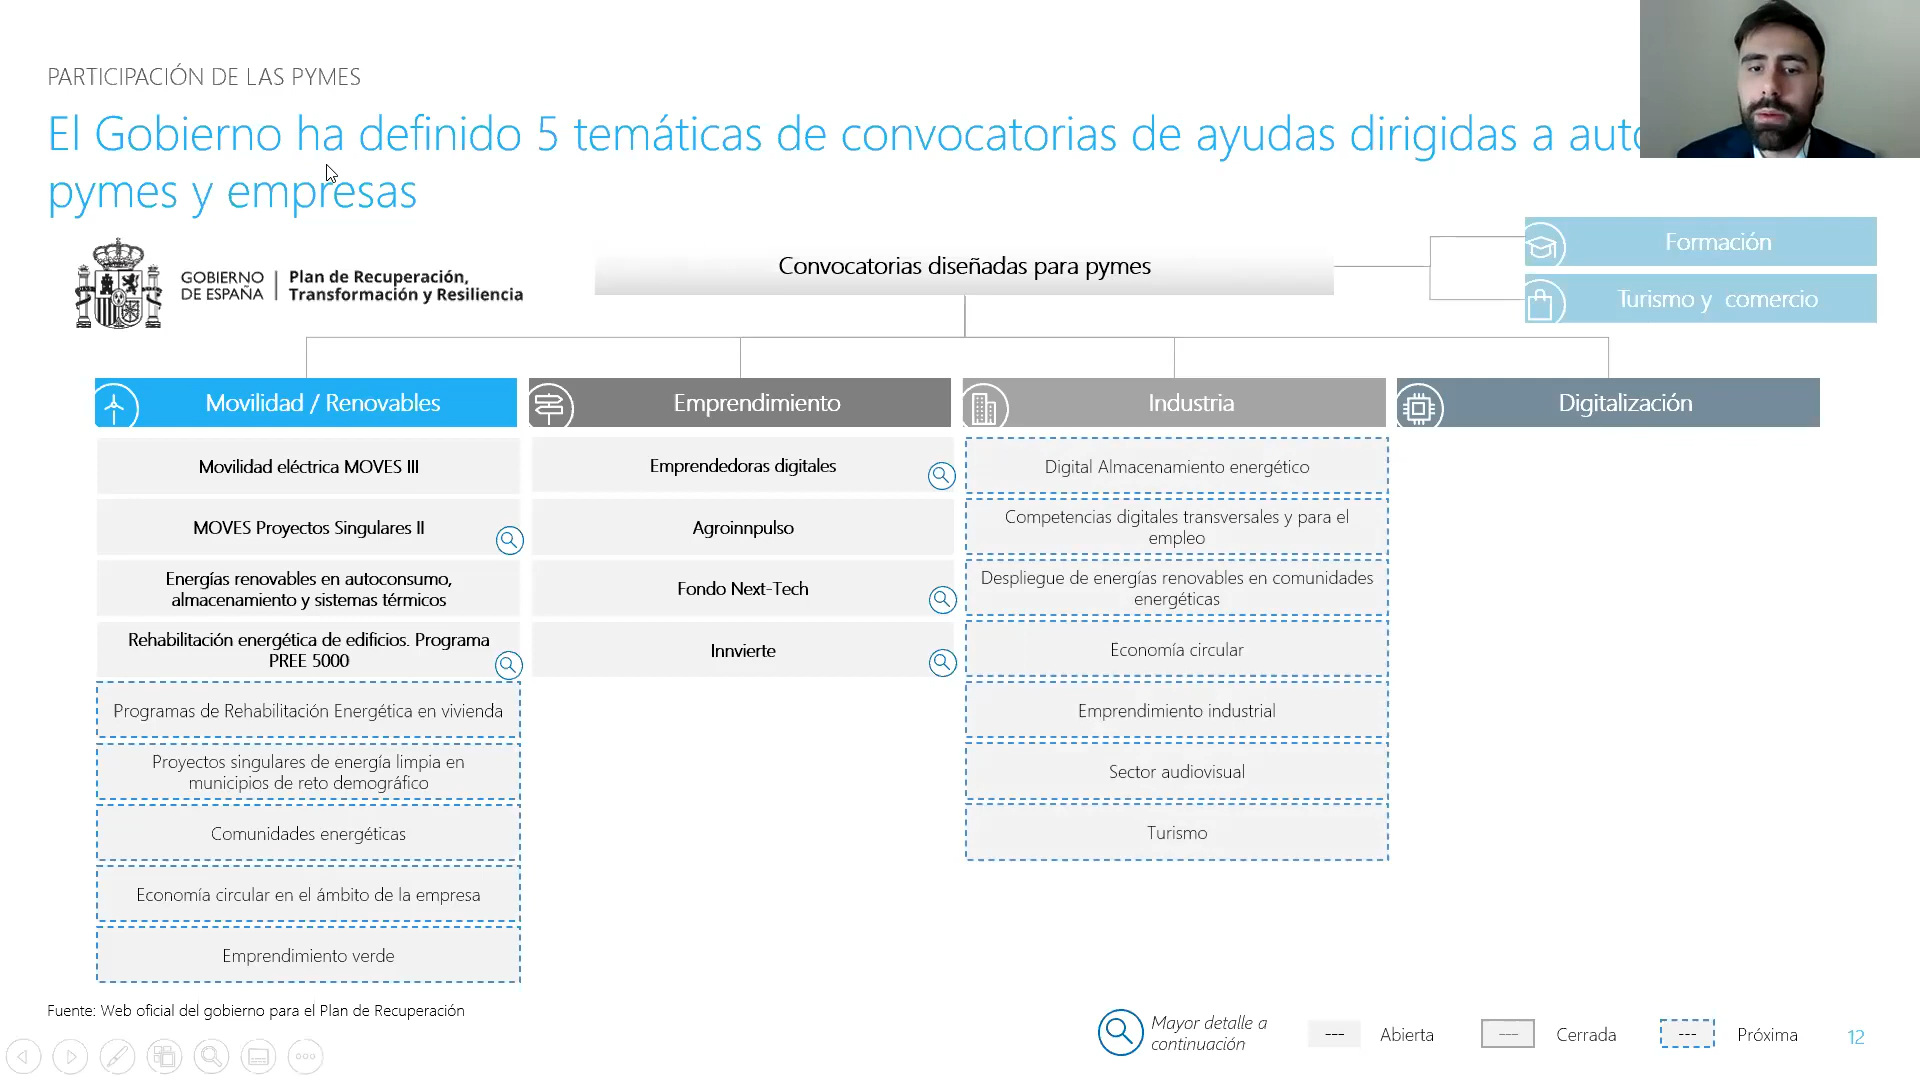 PARTICIPACIÓN DE LAS PYMES
El Gobierno ha definido 5 temáticas de convocatorias de ayudas dirigidas a
pymes y empresas
GOBIERNO DE ESPAÑA
Plan de Recuperación,
Transformación y Resiliencia
Convocatorias diseñadas para pymes
Formación
Turismo y comercio
Movilidad / Renovables
Emprendimiento
Industria
Digitalización
Movilidad eléctrica MOVES III
MOVES Proyectos Singulares II
Energías renovables en autoconsumo,
almacenamiento y sistemas térmicos
Rehabilitación energética de edificios. Programa
PREE 5000
Programas de Rehabilitación Energética en vivienda
Proyectos singulares de energía limpia en
municipios de reto demográfico
Comunidades energéticas
Economía circular en el ámbito de la empresa
Emprendimiento verde
Emprendedoras digitales
Agroinnpulso
Fondo Next-Tech
Innvierte
Digital Almacenamiento energético
Competencias digitales transversales y para el
empleo
Despliegue de energías renovables en comunidades
energéticas
Economía circular
Emprendimiento industrial
Sector audiovisual
Turismo
Fuente: Web oficial del gobierno para el Plan de Recuperación
Mayor detalle a
continuación
--- Abierta
--- Cerrada
--- Próxima
12